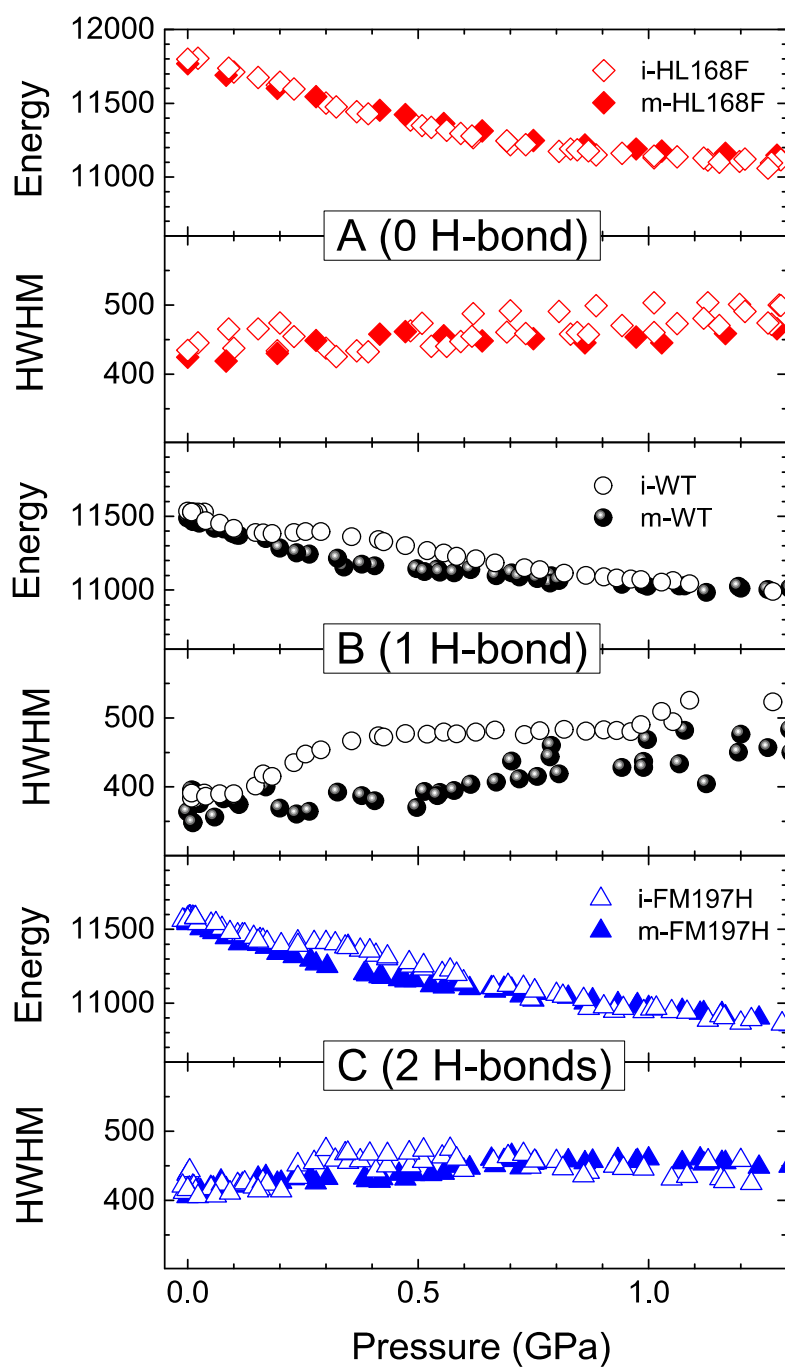 12000
11500
11000
Energy
i-HL168F
m-HL168F
A (0 H-bond)
500
400
HWHM
11500
11000
Energy
i-WT
m-WT
B (1 H-bond)
500
400
HWHM
11500
11000
Energy
i-FM197H
m-FM197H
C (2 H-bonds)
500
400
HWHM
0.0 0.5 1.0
Pressure (GPa)